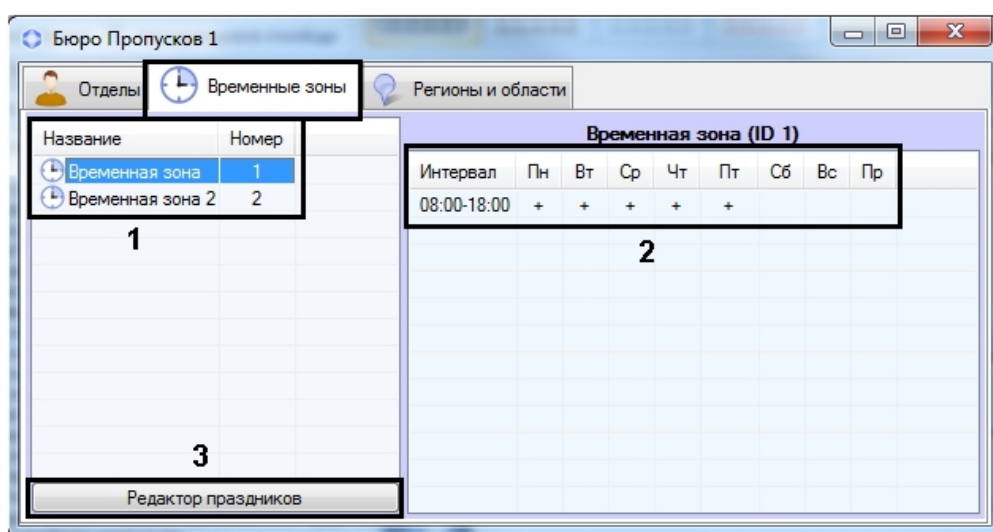 Бюро Пропусков 1
Отделы Временные зоны Регионы и области
Название Номер
Временная зона 1
Временная зона 2 2
1
3
Редактор праздников
Временная зона (ID 1)
Интервал Пн Вт Ср Чт Пт Сб Вс Пр
08:00-18:00 + + + + +
2